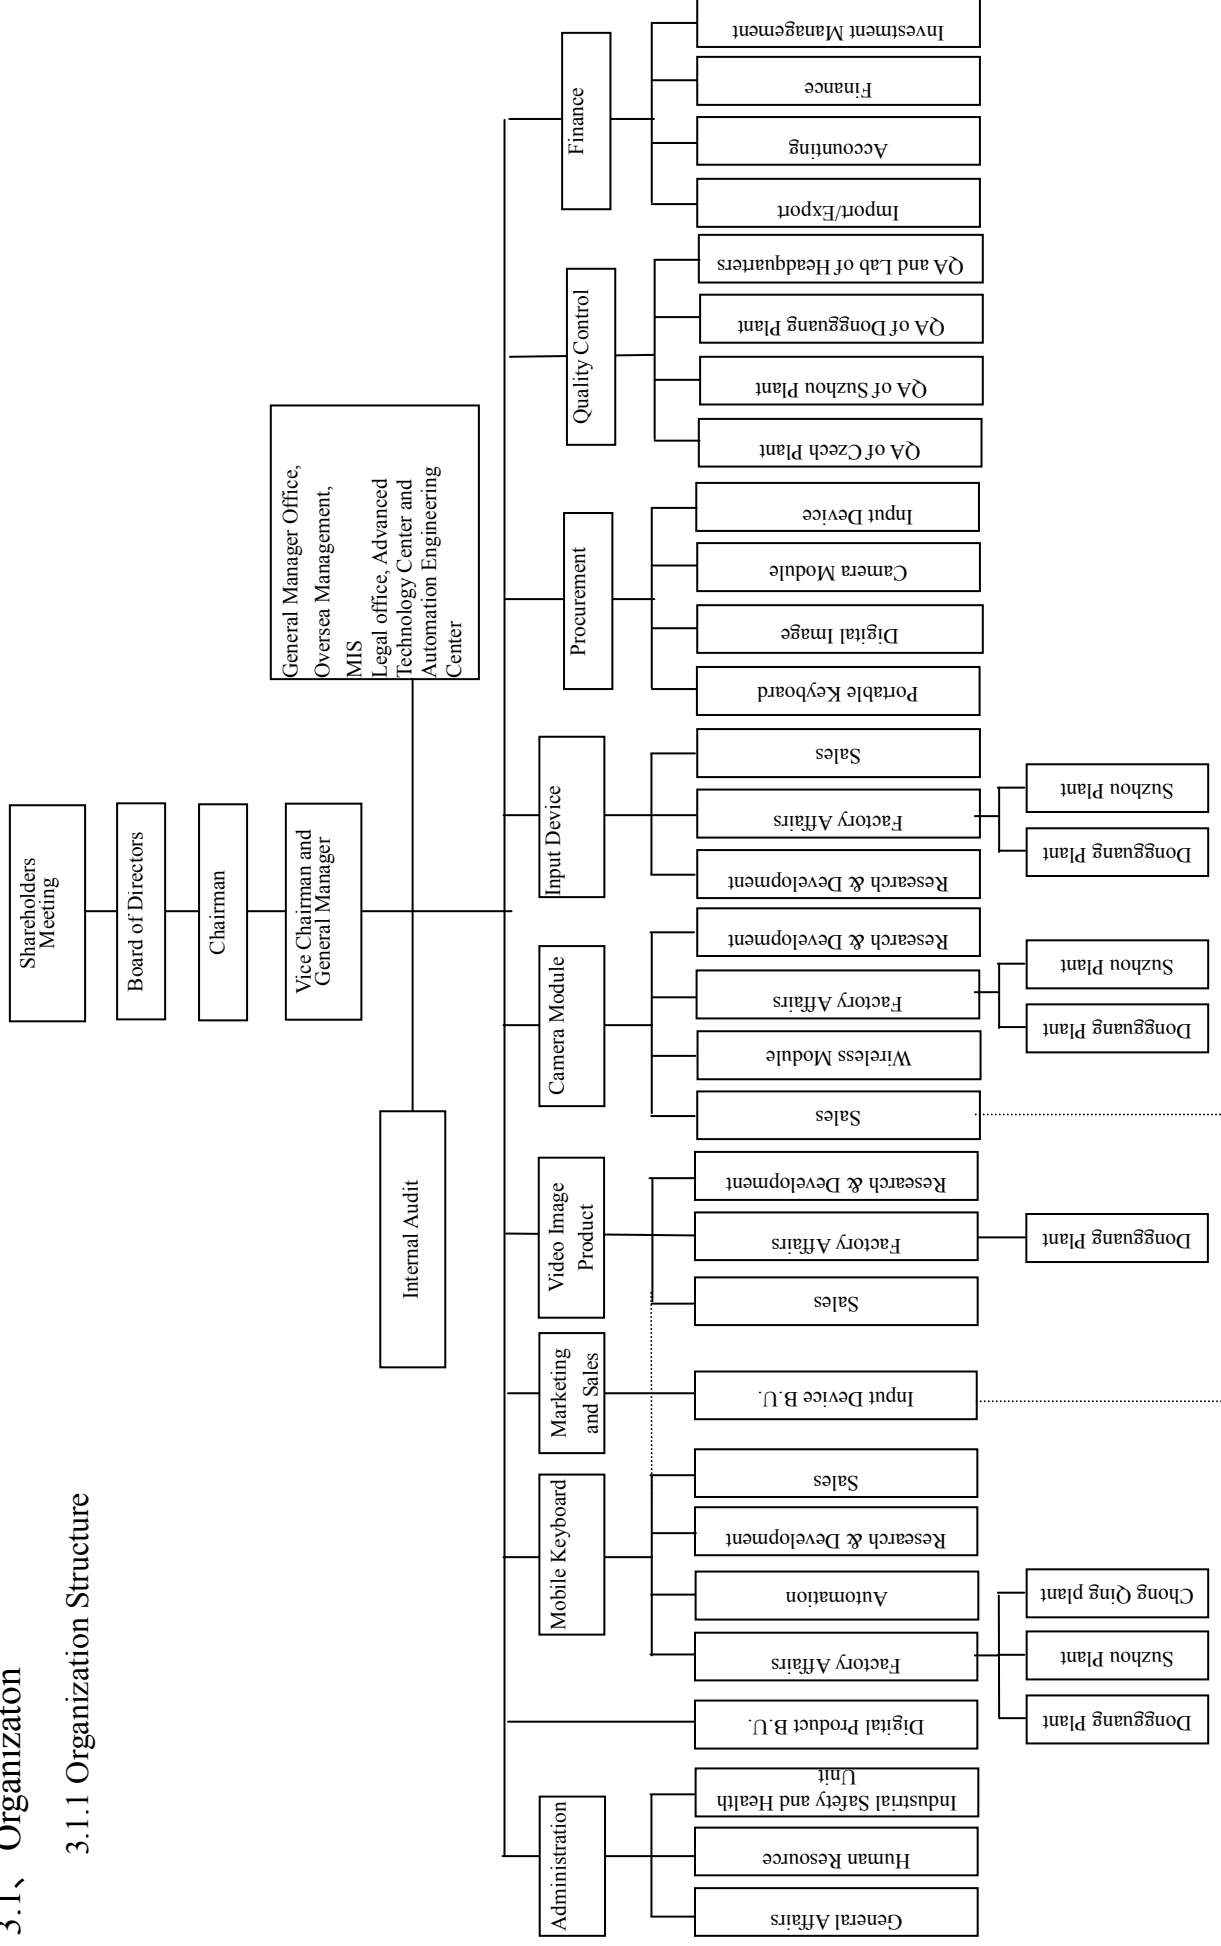 3.1、 Organizaton
3.1.1 Organization Structure
Shareholders
Meeting
Board of Directors
Chairman
Vice Chairman and
General Manager
Internal Audit
General Manager Office,
Oversea Management,
MIS
Legal office, Advanced
Technology Center and
Automation Engineering
Center
Administration
Mobile Keyboard
Marketing
and Sales
Video Image
Product
Camera Module
Input Device
Procurement
Quality Control
Finance
General Affairs
Human Resource
Industrial Safety and Health
Unit
Digital Product B.U.
Factory Affairs
Automation
Research & Development
Sales
Input Device B.U.
Sales
Factory Affairs
Research & Development
Sales
Wireless Module
Factory Affairs
Research & Development
Research & Development
Factory Affairs
Sales
Portable Keyboard
Digital Image
Camera Module
Input Device
QA of Czech Plant
QA of Suzhou Plant
QA of Dongguang Plant
QA and Lab of Headquarters
Import/Export
Accounting
Finance
Investment Management
Dongguang Plant
Suzhou Plant
Chong Qing plant
Dongguang Plant
Dongguang Plant
Suzhou Plant
Dongguang Plant
Suzhou Plant